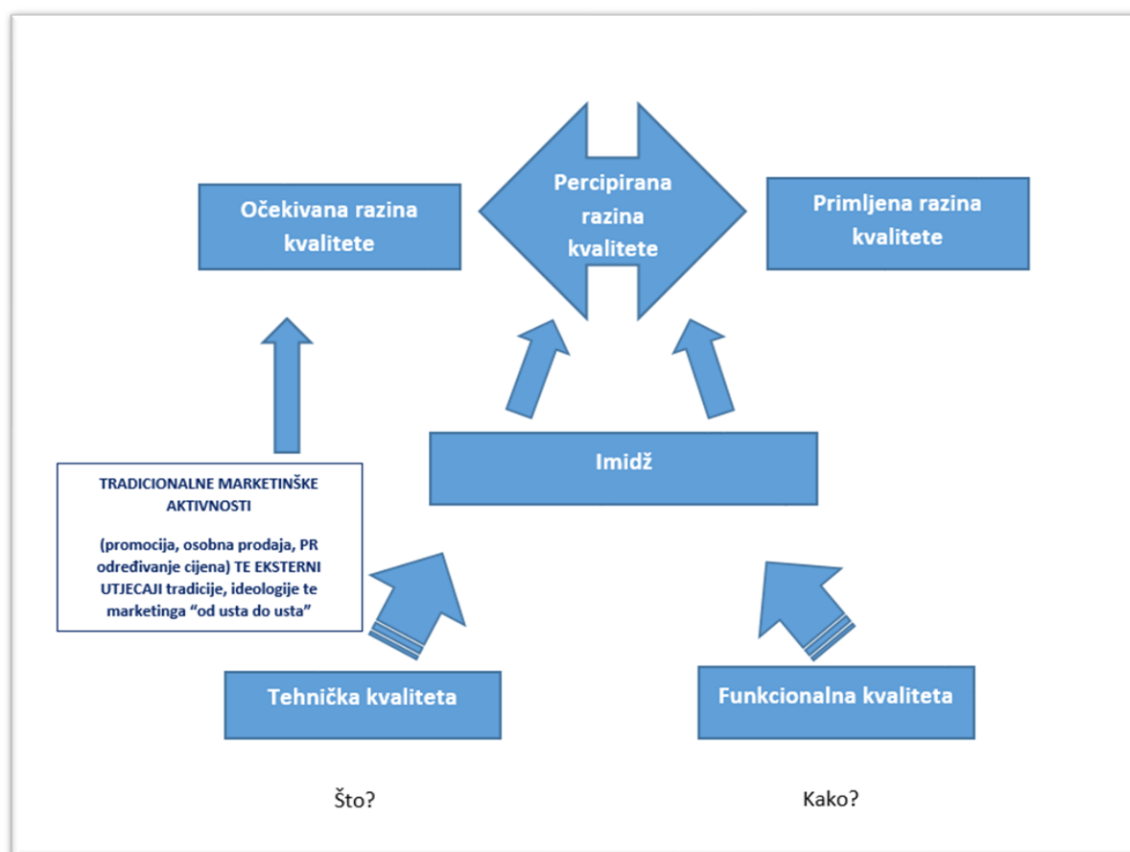 Očekivana razina
kvalitete
Percipirana
razina
kvalitete
Primljena razina
kvalitete
Imidž
TRADICIONALNE MARKETINŠKE
AKTIVNOSTI
(promocija, osobna prodaja, PR
određivanje cijena) TE EKSTERNI
UTJECAJI tradicije, ideologije te
marketinga “od usta do usta”
Tehnička kvaliteta
Funkcionalna kvaliteta
Što?
Kako?